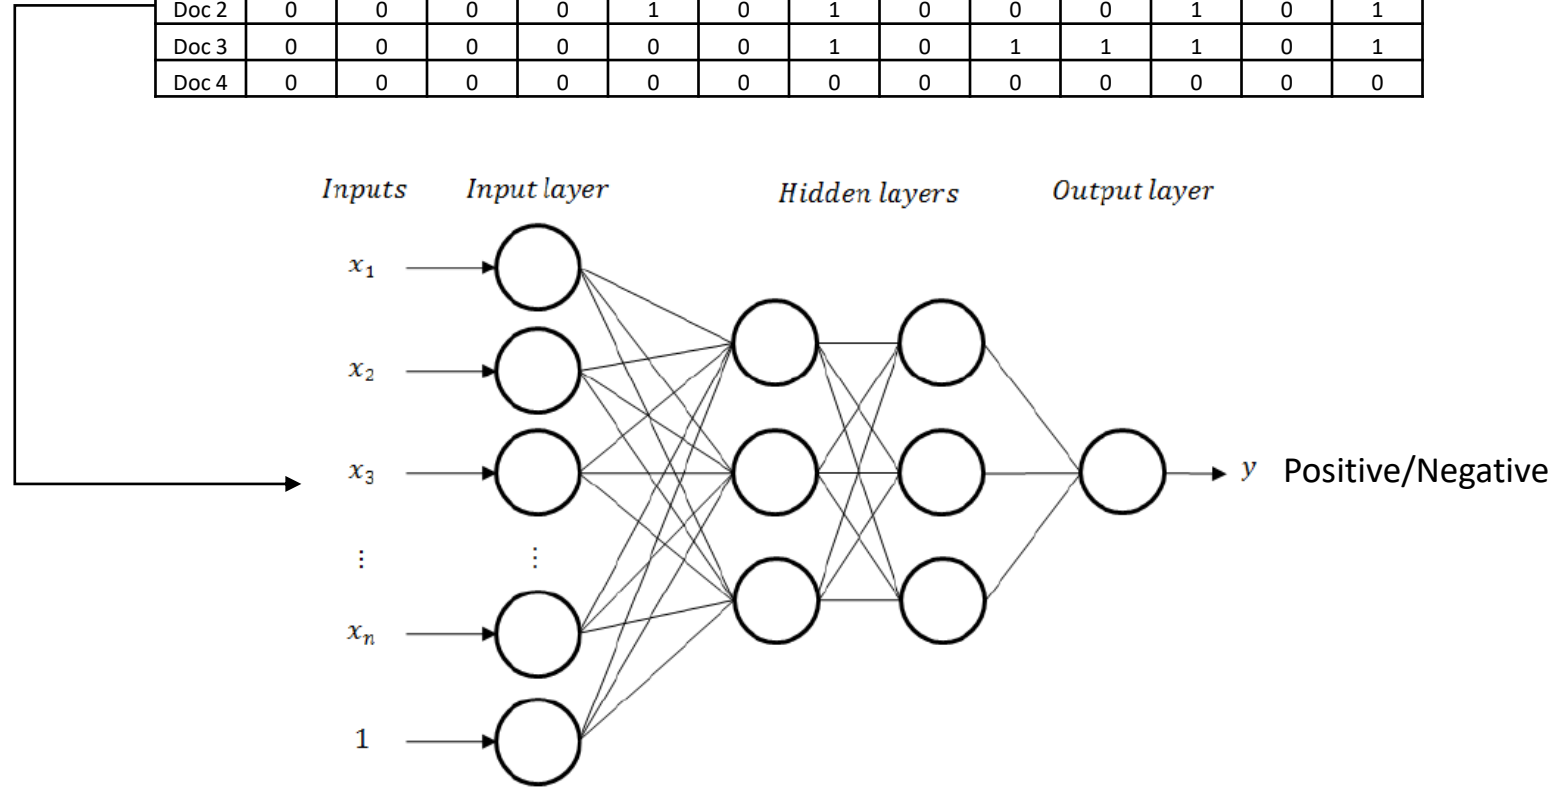 Doc 2 0 0 0 0 1 0 1 0 0 0 1 0 1
Doc 3 0 0 0 0 0 0 1 0 1 1 1 0 1
Doc 4 0 0 0 0 0 0 0 0 0 0 0 0 0
Inputs Input layer Hidden layers Output layer
x₁
x₂
x₃ y Positive/Negative
⋮ ⋮
xₙ
1